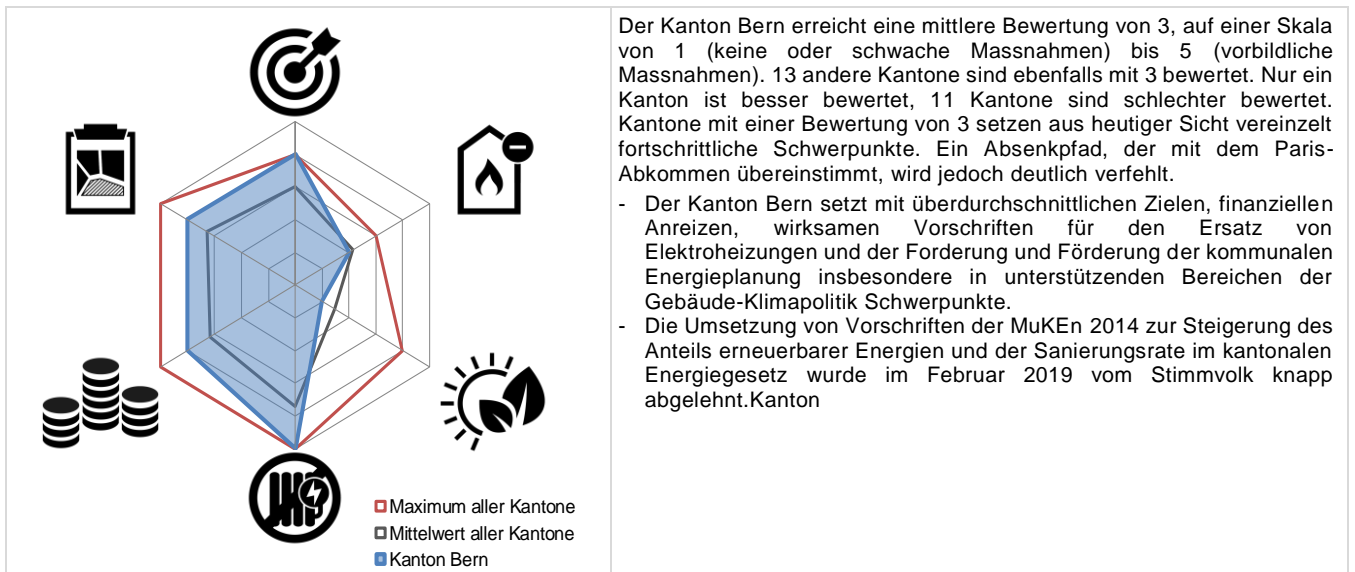 Maximum aller Kantone
Mittelwert aller Kantone
Kanton Bern
Der Kanton Bern erreicht eine mittlere Bewertung von 3, auf einer Skala
von 1 (keine oder schwache Massnahmen) bis 5 (vorbildliche
Massnahmen). 13 andere Kantone sind ebenfalls mit 3 bewertet. Nur ein
Kanton ist besser bewertet, 11 Kantone sind schlechter bewertet.
Kantone mit einer Bewertung von 3 setzen aus heutiger Sicht vereinzelt
fortschrittliche Schwerpunkte. Ein Absenkpfad, der mit dem Paris-
Abkommen übereinstimmt, wird jedoch deutlich verfehlt.
- Der Kanton Bern setzt mit überdurchschnittlichen Zielen, finanziellen
Anreizen, wirksamen Vorschriften für den Ersatz von
Elektroheizungen und der Forderung und Förderung der kommunalen
Energieplanung insbesondere in unterstützenden Bereichen der
Gebäude-Klimapolitik Schwerpunkte.
- Die Umsetzung von Vorschriften der MuKEn 2014 zur Steigerung des
Anteils erneuerbarer Energien und der Sanierungsrate im kantonalen
Energiegesetz wurde im Februar 2019 vom Stimmvolk knapp
abgelehnt.Kanton